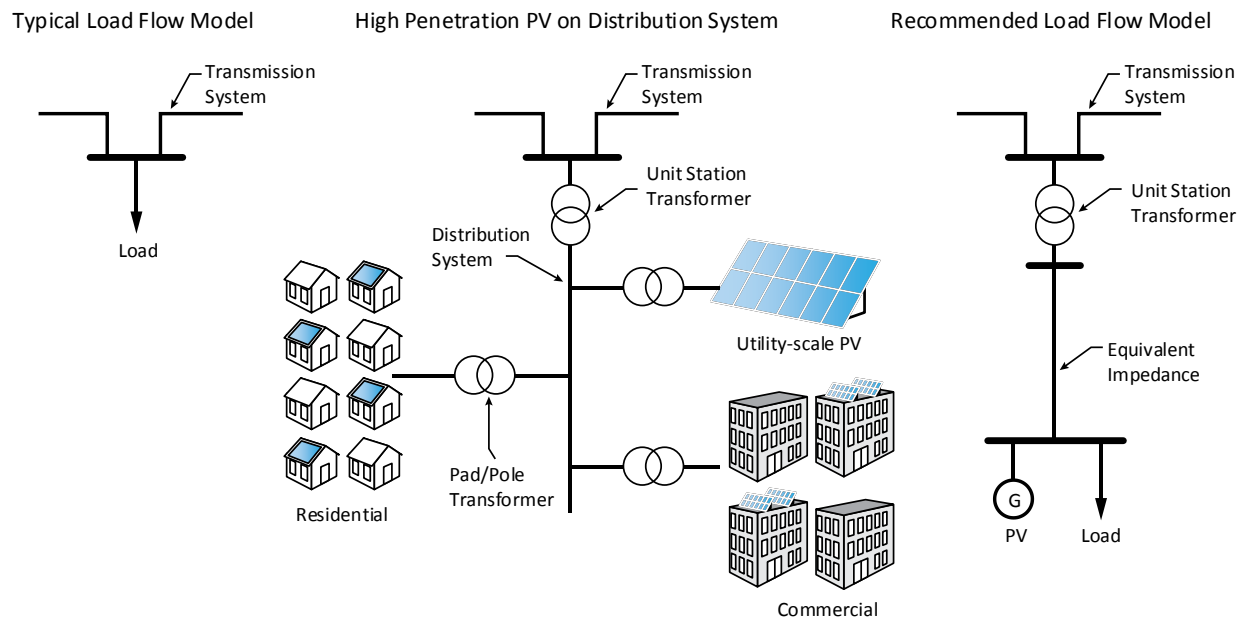 Typical Load Flow Model
High Penetration PV on Distribution System
Recommended Load Flow Model
Transmission
System
Load
Transmission
System
Unit Station
Transformer
Distribution
System
Utility-scale PV
Pad/Pole
Transformer
Residential
Commercial
Transmission
System
Unit Station
Transformer
Equivalent
Impedance
G
PV
Load